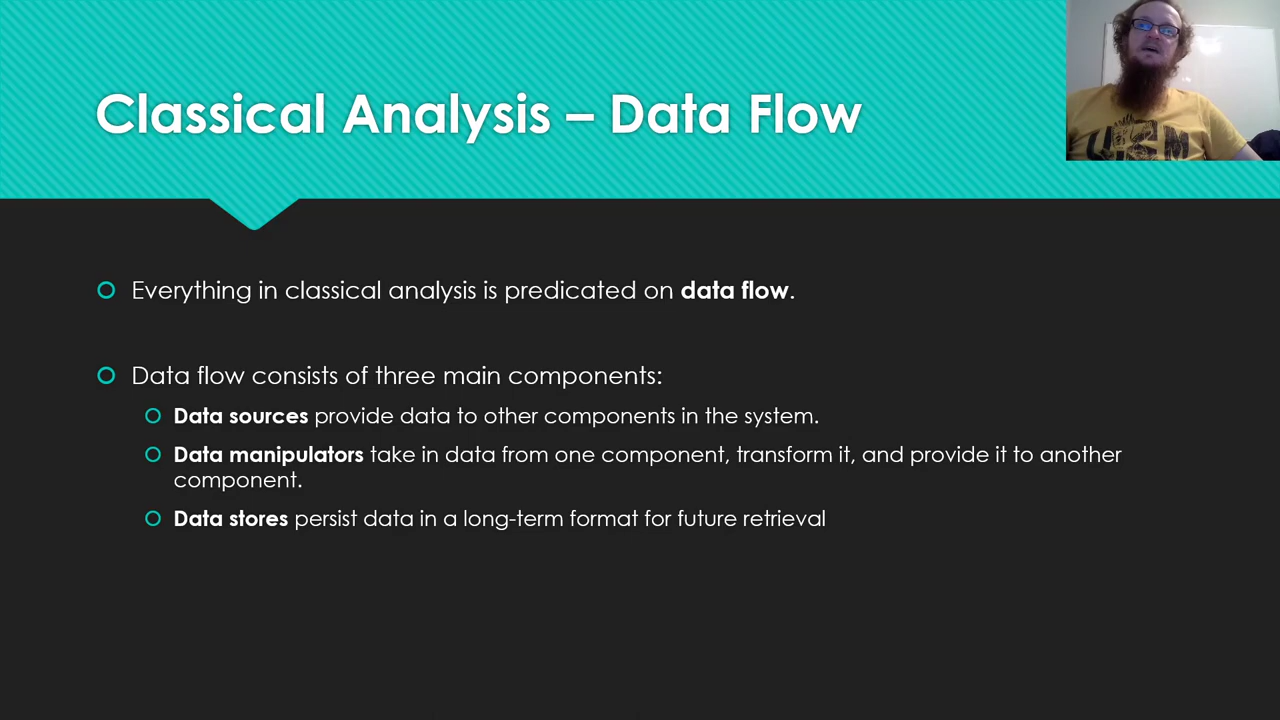 Classical Analysis – Data Flow
Everything in classical analysis is predicated on data flow.
Data flow consists of three main components:
Data sources provide data to other components in the system.
Data manipulators take in data from one component, transform it, and provide it to another
component.
Data stores persist data in a long-term format for future retrieval